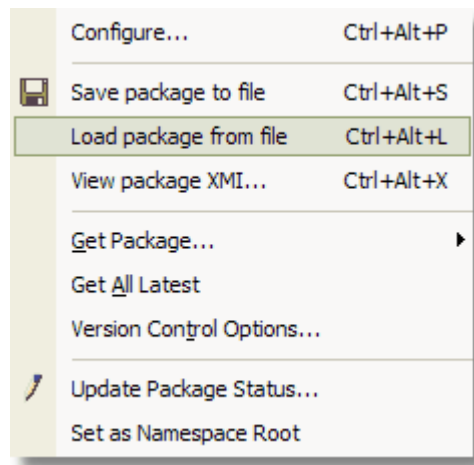 Configure... Ctrl+Alt+P
Save package to file Ctrl+Alt+S
Load package from file Ctrl+Alt+L
View package XMI... Ctrl+Alt+X
Get Package...
Get All Latest
Version Control Options...
Update Package Status...
Set as Namespace Root